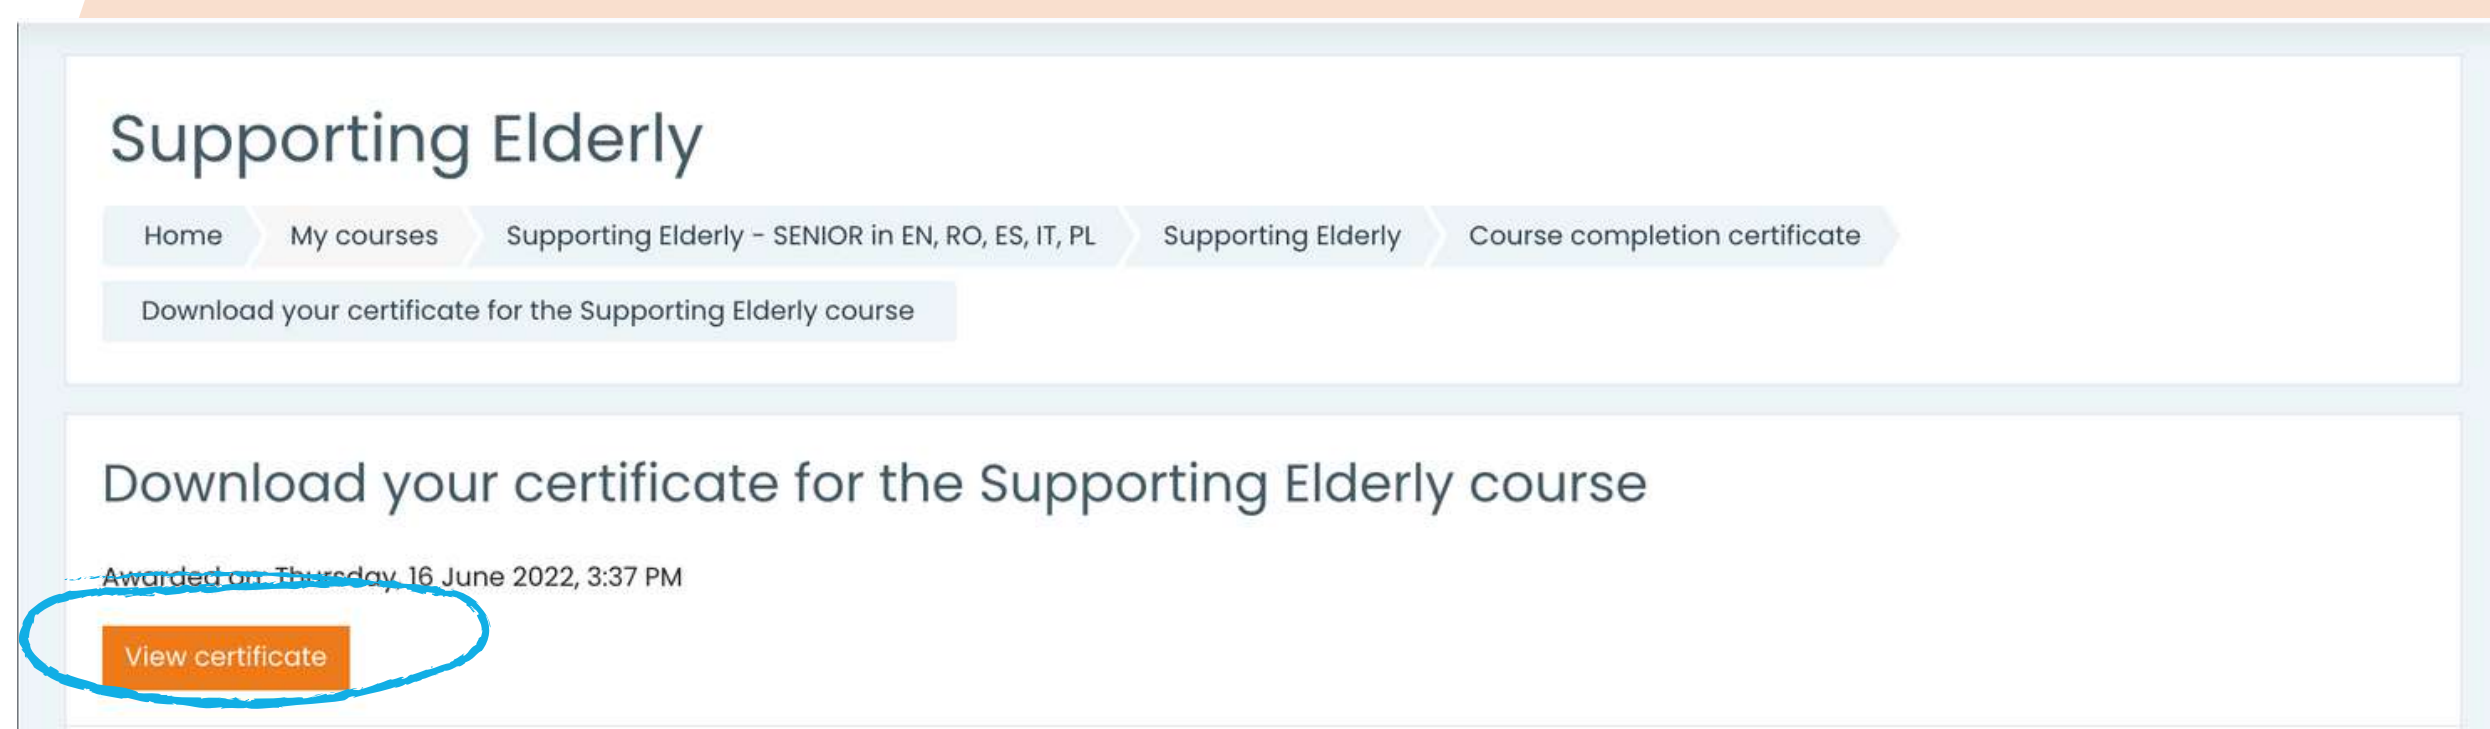 Supporting Elderly
Home My courses Supporting Elderly - SENIOR in EN, RO, ES, IT, PL Supporting Elderly Course completion certificate
Download your certificate for the Supporting Elderly course
Download your certificate for the Supporting Elderly course
Awarded on: Thursday, 16 June 2022, 3:37 PM
View certificate